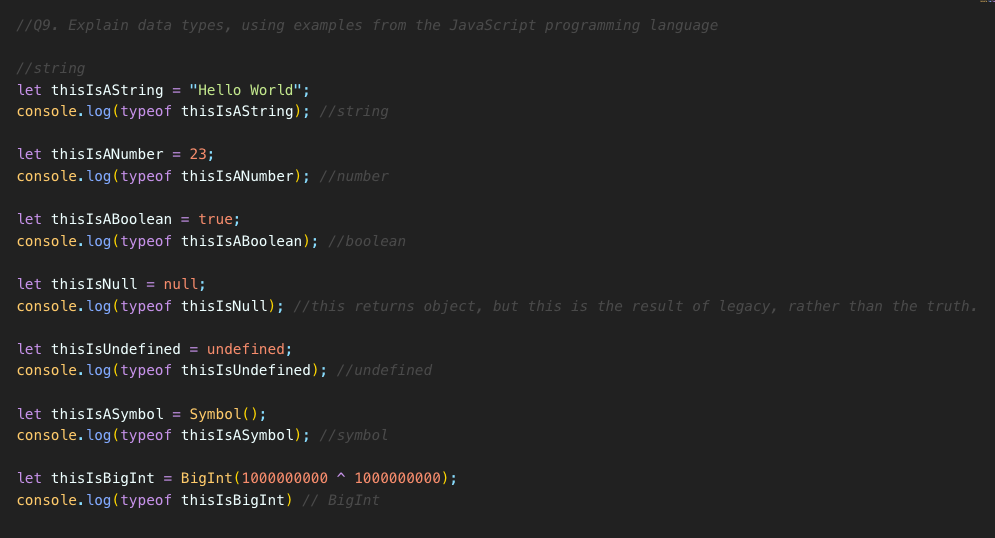 //Q9. Explain data types, using examples from the JavaScript programming language
//string
let thisIsAString = "Hello World";
console.log(typeof thisIsAString); //string
let thisIsANumber = 23;
console.log(typeof thisIsANumber); //number
let thisIsABoolean = true;
console.log(typeof thisIsABoolean); //boolean
let thisIsNull = null;
console.log(typeof thisIsNull); //this returns object, but this is the result of legacy, rather than the truth.
let thisIsUndefined = undefined;
console.log(typeof thisIsUndefined); //undefined
let thisIsASymbol = Symbol();
console.log(typeof thisIsASymbol); //symbol
let thisIsBigInt = BigInt(1000000000 ^ 1000000000);
console.log(typeof thisIsBigInt) // BigInt